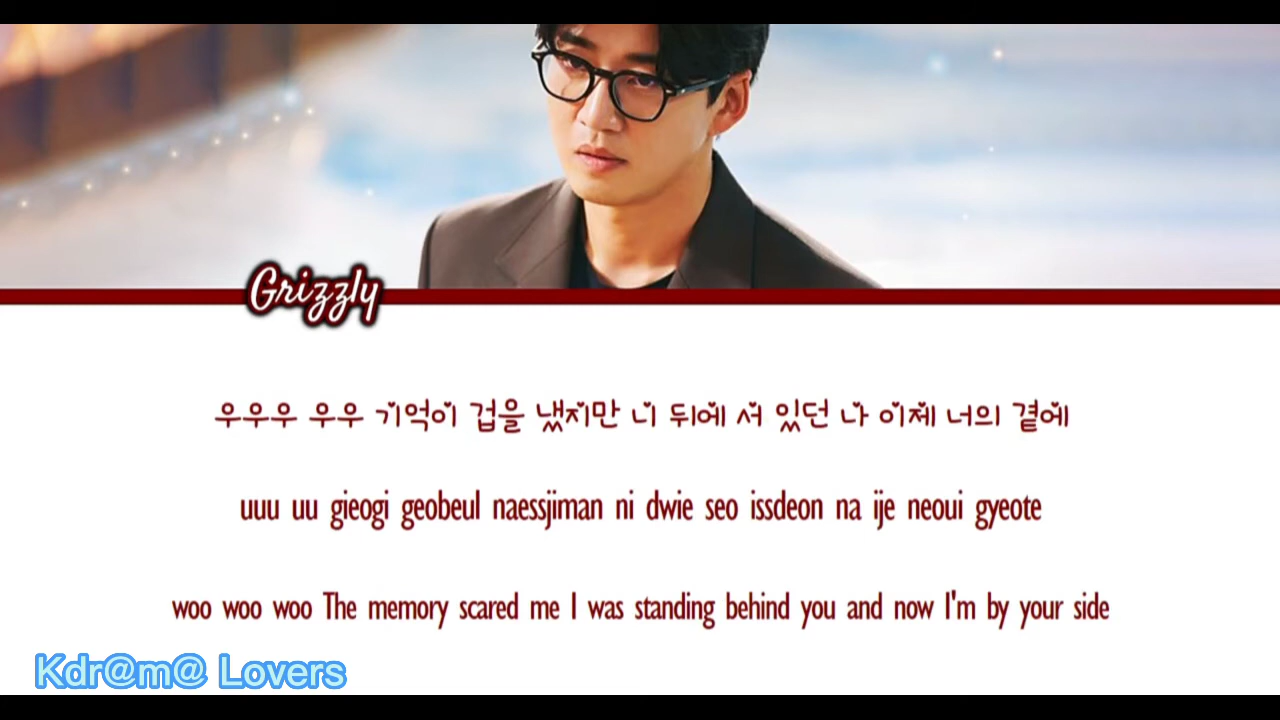 Grizzly
우우우 우우 기억이 겁을 냈지만 니 뒤에 서 있던 나 이제 너의 곁에
uuu uu gieogi geobeul naessjiman ni dwie seo issdeon na ije neoui gyeote
woo woo woo The memory scared me I was standing behind you and now I'm by your side
Kdr@m@ Lovers